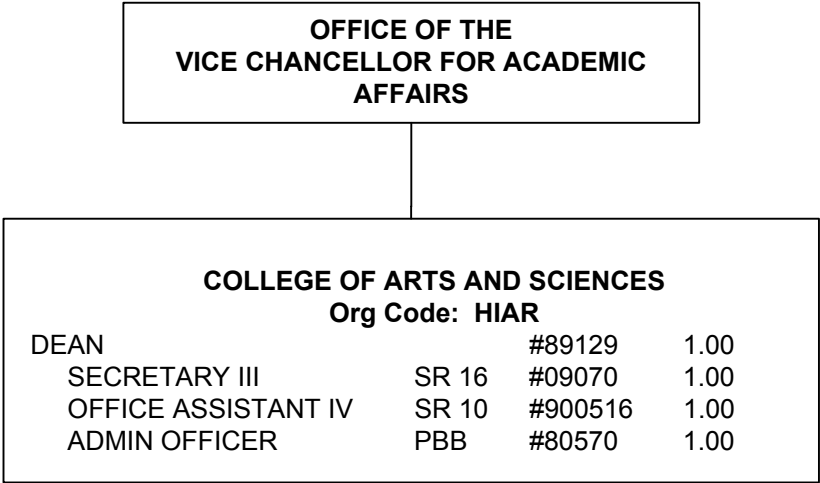 OFFICE OF THE
VICE CHANCELLOR FOR ACADEMIC
AFFAIRS
COLLEGE OF ARTS AND SCIENCES
Org Code: HIAR
DEAN #89129 1.00
SECRETARY III SR 16 #09070 1.00
OFFICE ASSISTANT IV SR 10 #900516 1.00
ADMIN OFFICER PBB #80570 1.00